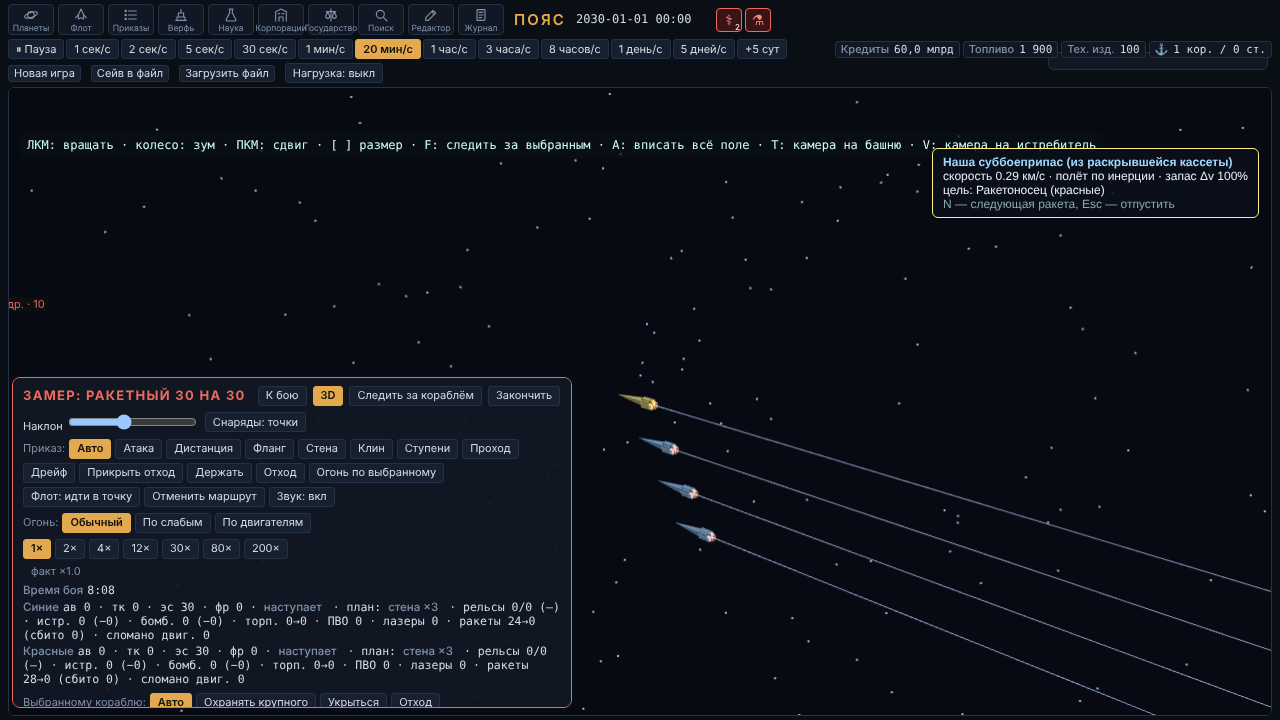 Планеты Флот Приказы Верфь Наука Корпорации Государство Поиск Редактор Журнал ПОЯС 2030-01-01 00:00 2
Пауза 1 сек/с 2 сек/с 5 сек/с 30 сек/с 1 мин/с 20 мин/с 1 час/с 3 часа/с 8 часов/с 1 день/с 5 дней/с +5 сут Кредиты 60,0 млрд Топливо 1 900 Тех. изд. 100 1 кор. / 0 ст.
Новая игра Сейв в файл Загрузить файл Нагрузка: выкл
ЛКМ: вращать · колесо: зум · ПКМ: сдвиг · [ ] размер · F: следить за выбранным · A: вписать всё поле · T: камера на башню · V: камера на истребитель
Наша суббоеприпас (из раскрывшейся кассеты)
скорость 0.29 км/с · полёт по инерции · запас Δv 100%
цель: Ракетоносец (красные)
N — следующая ракета, Esc — отпустить
др. · 10
ЗАМЕР: РАКЕТНЫЙ 30 НА 30 К бою 3D Следить за кораблём Закончить
Наклон Снаряды: точки
Приказ: Авто Атака Дистанция Фланг Стена Клин Ступени Проход
Дрейф Прикрыть отход Держать Отход Огонь по выбранному
Флот: идти в точку Отменить маршрут Звук: вкл
Огонь: Обычный По слабым По двигателям
1× 2× 4× 12× 30× 80× 200×
факт ×1.0
Время боя 8:08
Синие ав 0 · тк 0 · эс 30 · фр 0 · наступает · план: стена ×3 · рельсы 0/0 (—)
· истр. 0 (−0) · бомб. 0 (−0) · торп. 0→0 · ПВО 0 · лазеры 0 · ракеты 24→0
(сбито 0) · сломано двиг. 0
Красные ав 0 · тк 0 · эс 30 · фр 0 · наступает · план: стена ×3 · рельсы 0/0
(—) · истр. 0 (−0) · бомб. 0 (−0) · торп. 0→0 · ПВО 0 · лазеры 0 · ракеты
28→0 (сбито 0) · сломано двиг. 0
Выбранному кораблю: Авто Охранять крупного Укрыться Отход